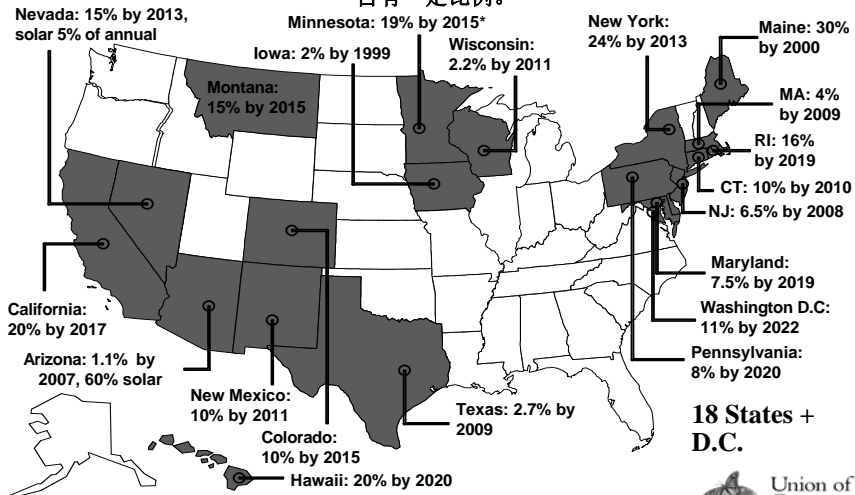 Nevada: 15% by 2013,
solar 5% of annual
Minnesota: 19% by 2015*
Iowa: 2% by 1999
Wisconsin:
2.2% by 2011
New York:
24% by 2013
Maine: 30%
by 2000
Montana:
15% by 2015
MA: 4%
by 2009
RI: 16%
by 2019
CT: 10% by 2010
NJ: 6.5% by 2008
Maryland:
7.5% by 2019
Washington D.C:
11% by 2022
Pennsylvania:
8% by 2020
California:
20% by 2017
Arizona: 1.1% by
2007, 60% solar
New Mexico:
10% by 2011
Colorado:
10% by 2015
Texas: 2.7% by
2009
Hawaii: 20% by 2020
18 States +
D.C.
Union of